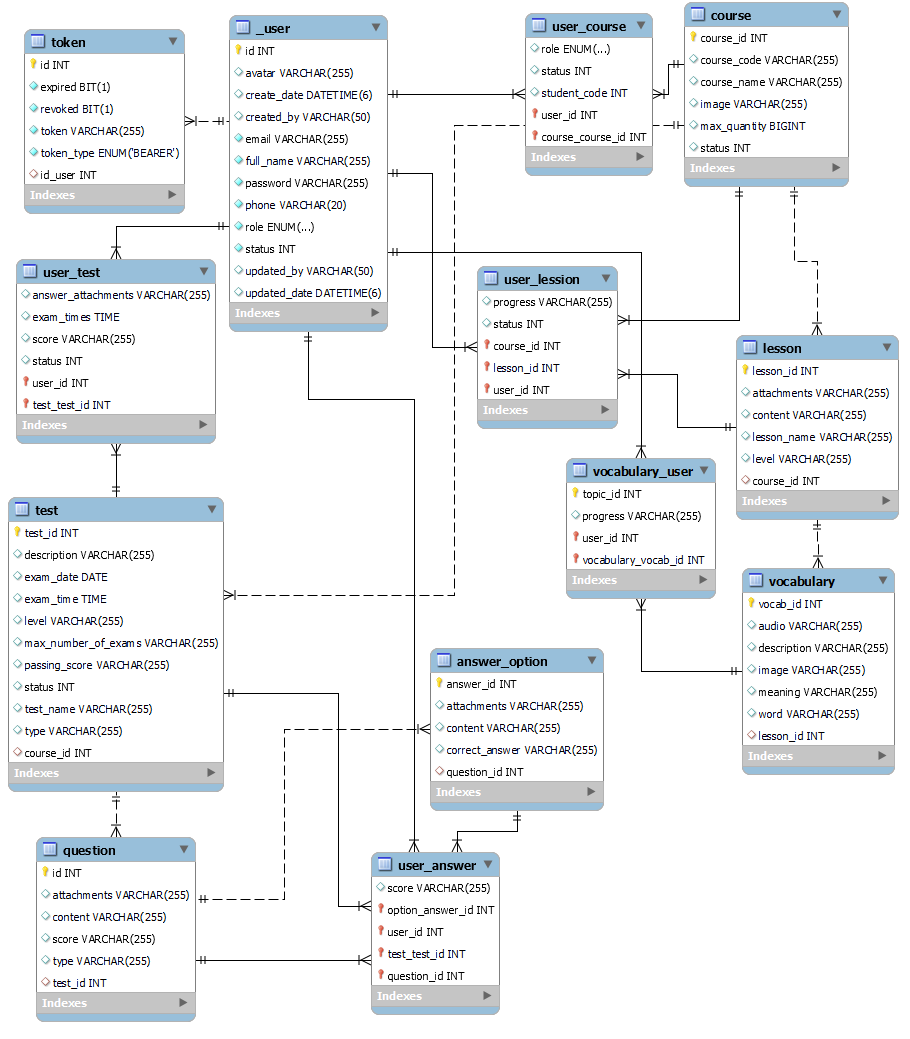 token
id INT
expired BIT(1)
revoked BIT(1)
token VARCHAR(255)
token_type ENUM('BEARER')
id_user INT
Indexes
_user
id INT
avatar VARCHAR(255)
create_date DATETIME(6)
created_by VARCHAR(50)
email VARCHAR(255)
full_name VARCHAR(255)
password VARCHAR(255)
phone VARCHAR(20)
role ENUM(...)
status INT
updated_by VARCHAR(50)
updated_date DATETIME(6)
Indexes
user_course
role ENUM(...)
status INT
student_code INT
user_id INT
course_course_id INT
Indexes
course
course_id INT
course_code VARCHAR(255)
course_name VARCHAR(255)
image VARCHAR(255)
max_quantity BIGINT
status INT
Indexes
user_test
answer_attachments VARCHAR(255)
exam_times TIME
score VARCHAR(255)
status INT
user_id INT
test_test_id INT
Indexes
user_lession
progress VARCHAR(255)
status INT
course_id INT
lesson_id INT
user_id INT
Indexes
lesson
lesson_id INT
attachments VARCHAR(255)
content VARCHAR(255)
lesson_name VARCHAR(255)
level VARCHAR(255)
course_id INT
Indexes
vocabulary_user
topic_id INT
progress VARCHAR(255)
user_id INT
vocabulary_vocab_id INT
Indexes
test
test_id INT
description VARCHAR(255)
exam_date DATE
exam_time TIME
level VARCHAR(255)
max_number_of_exams VARCHAR(255)
passing_score VARCHAR(255)
status INT
test_name VARCHAR(255)
type VARCHAR(255)
course_id INT
Indexes
vocabulary
vocab_id INT
audio VARCHAR(255)
description VARCHAR(255)
image VARCHAR(255)
meaning VARCHAR(255)
word VARCHAR(255)
lesson_id INT
Indexes
answer_option
answer_id INT
attachments VARCHAR(255)
content VARCHAR(255)
correct_answer VARCHAR(255)
question_id INT
Indexes
question
id INT
attachments VARCHAR(255)
content VARCHAR(255)
score VARCHAR(255)
type VARCHAR(255)
test_id INT
Indexes
user_answer
score VARCHAR(255)
option_answer_id INT
user_id INT
test_test_id INT
question_id INT
Indexes